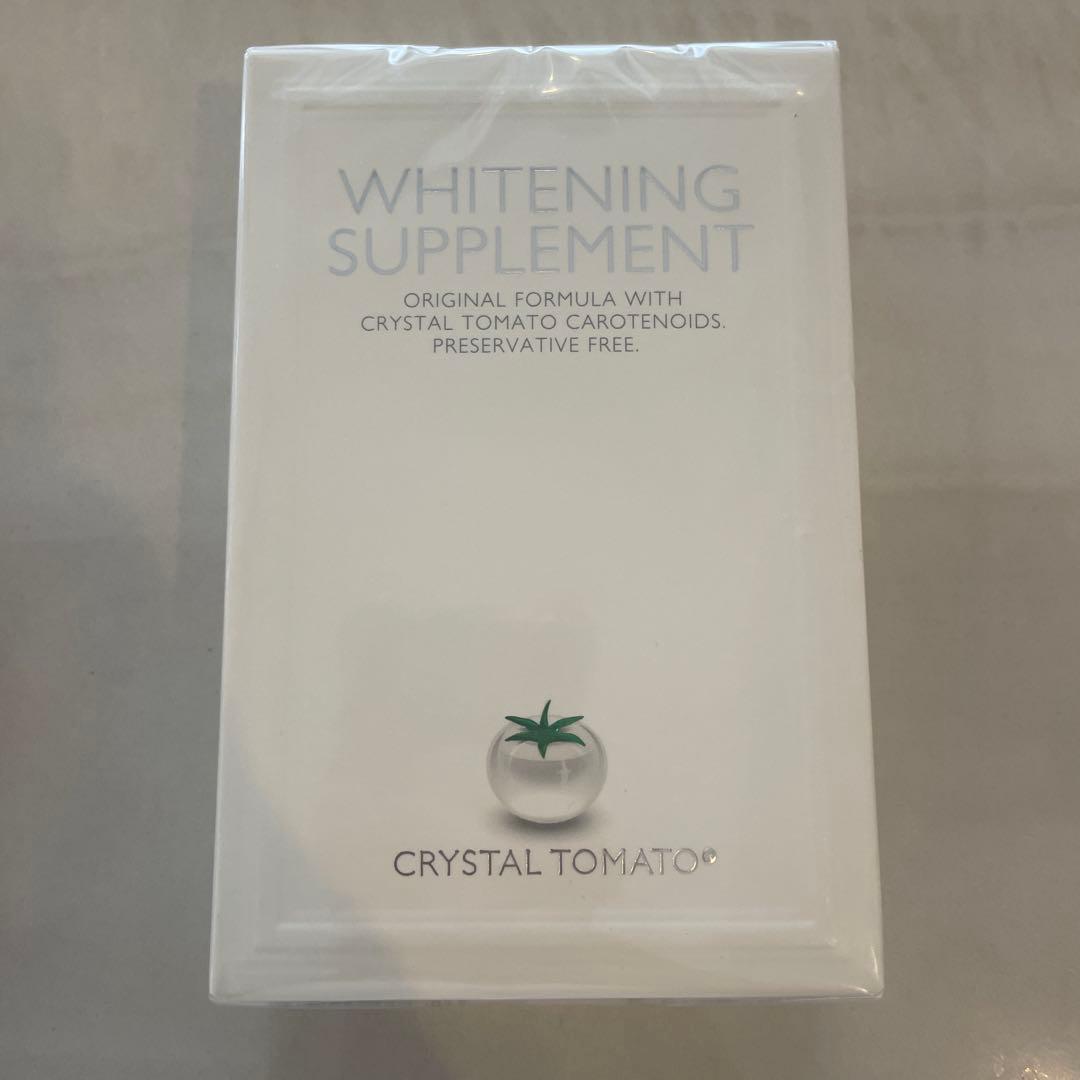 WHITENING
SUPPLEMENT
ORIGINAL FORMULA WITH
CRYSTAL TOMATO CAROTENOIDS.
PRESERVATIVE FREE.
CRYSTAL TOMATO®